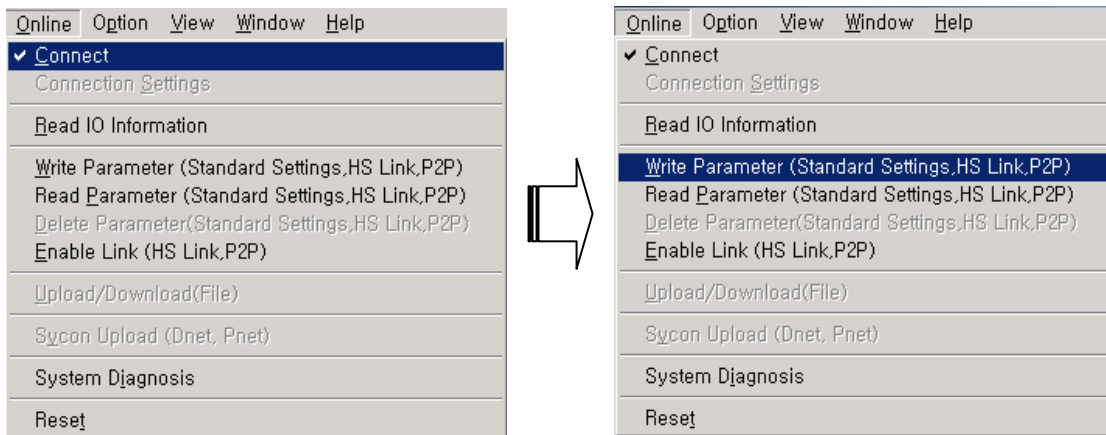 Online Option View Window Help
✔ Connect
Connection Settings
Read IO Information
Write Parameter (Standard Settings,HS Link,P2P)
Read Parameter (Standard Settings,HS Link,P2P)
Delete Parameter(Standard Settings,HS Link,P2P)
Enable Link (HS Link,P2P)
Upload/Download(File)
Sycon Upload (Dnet, Pnet)
System Diagnosis
Reset
Online Option View Window Help
✔ Connect
Connection Settings
Read IO Information
Write Parameter (Standard Settings,HS Link,P2P)
Read Parameter (Standard Settings,HS Link,P2P)
Delete Parameter(Standard Settings,HS Link,P2P)
Enable Link (HS Link,P2P)
Upload/Download(File)
Sycon Upload (Dnet, Pnet)
System Diagnosis
Reset